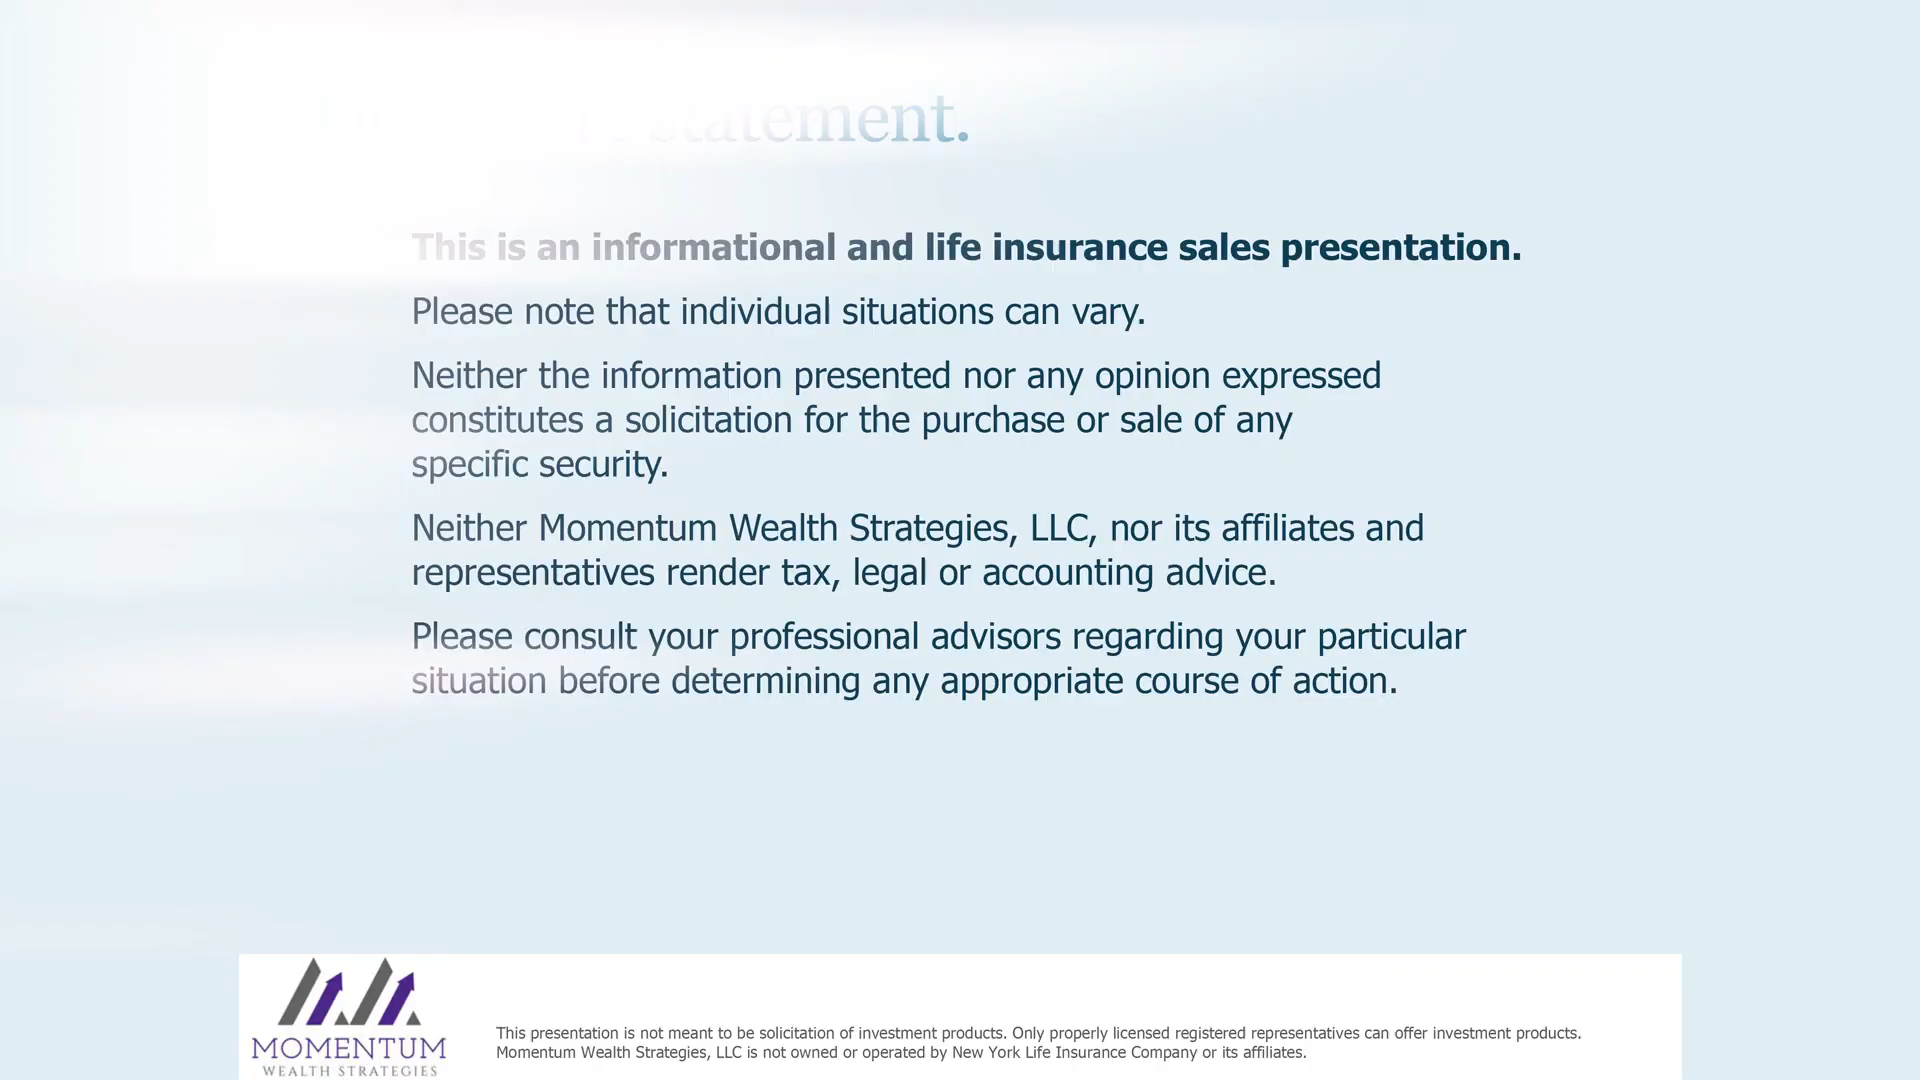 statement.
This is an informational and life insurance sales presentation.
Please note that individual situations can vary.
Neither the information presented nor any opinion expressed
constitutes a solicitation for the purchase or sale of any
specific security.
Neither Momentum Wealth Strategies, LLC, nor its affiliates and
representatives render tax, legal or accounting advice.
Please consult your professional advisors regarding your particular
situation before determining any appropriate course of action.
MOMENTUM
WEALTH STRATEGIES
This presentation is not meant to be solicitation of investment products. Only properly licensed registered representatives can offer investment products.
Momentum Wealth Strategies, LLC is not owned or operated by New York Life Insurance Company or its affiliates.